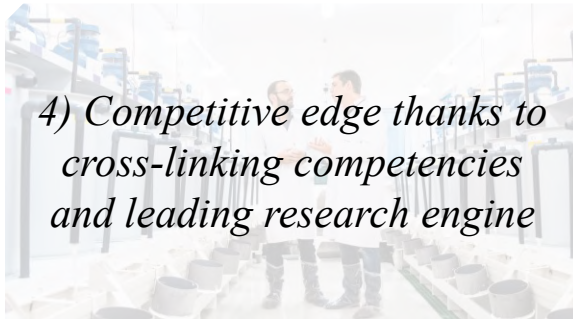 4) Competitive edge thanks to
cross-linking competencies
and leading research engine